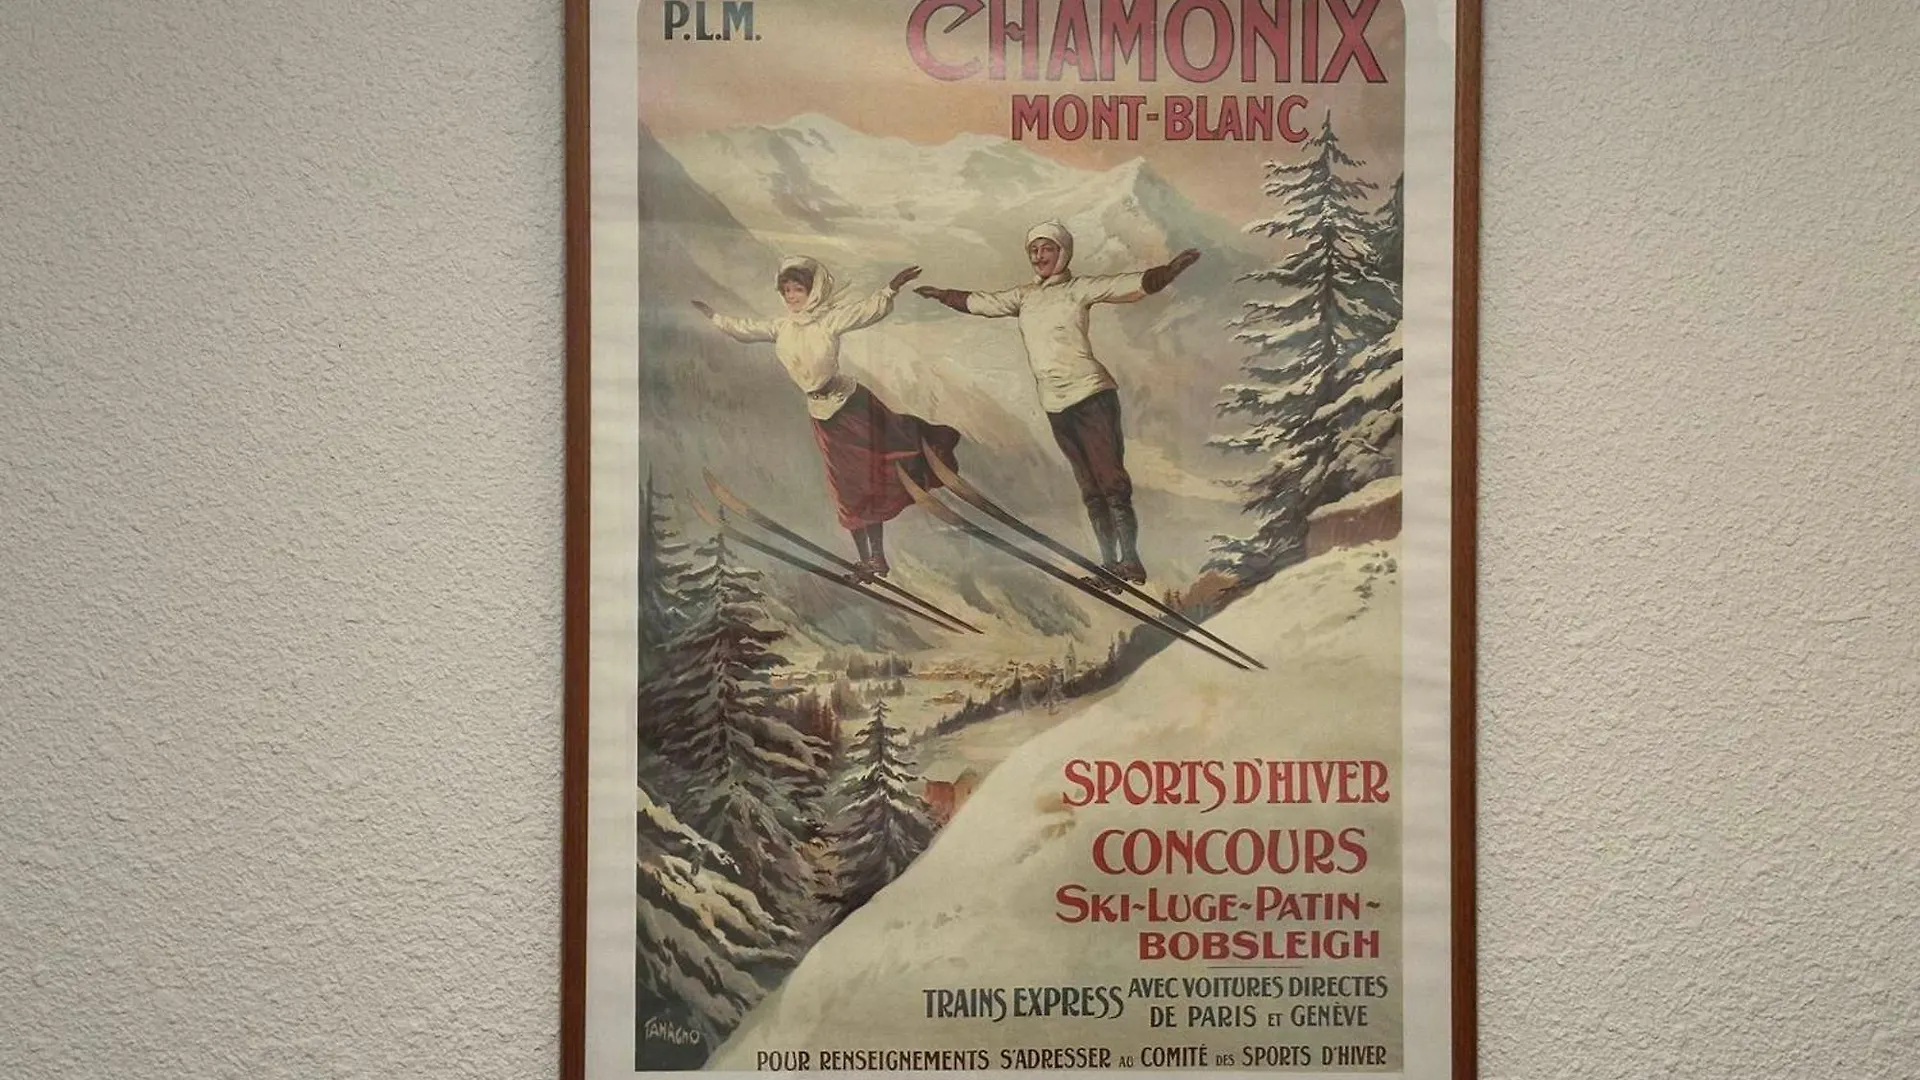 P.L.M.
CHAMONIX
MONT-BLANC
SPORTS D'HIVER
CONCOURS
SKI-LUGE-PATIN-
BOBSLEIGH
TRAINS EXPRESS AVEC VOITURES DIRECTES
DE PARIS ET GENÈVE
TAMAGNO
POUR RENSEIGNEMENTS S'ADRESSER AU COMITÉ DES SPORTS D'HIVER